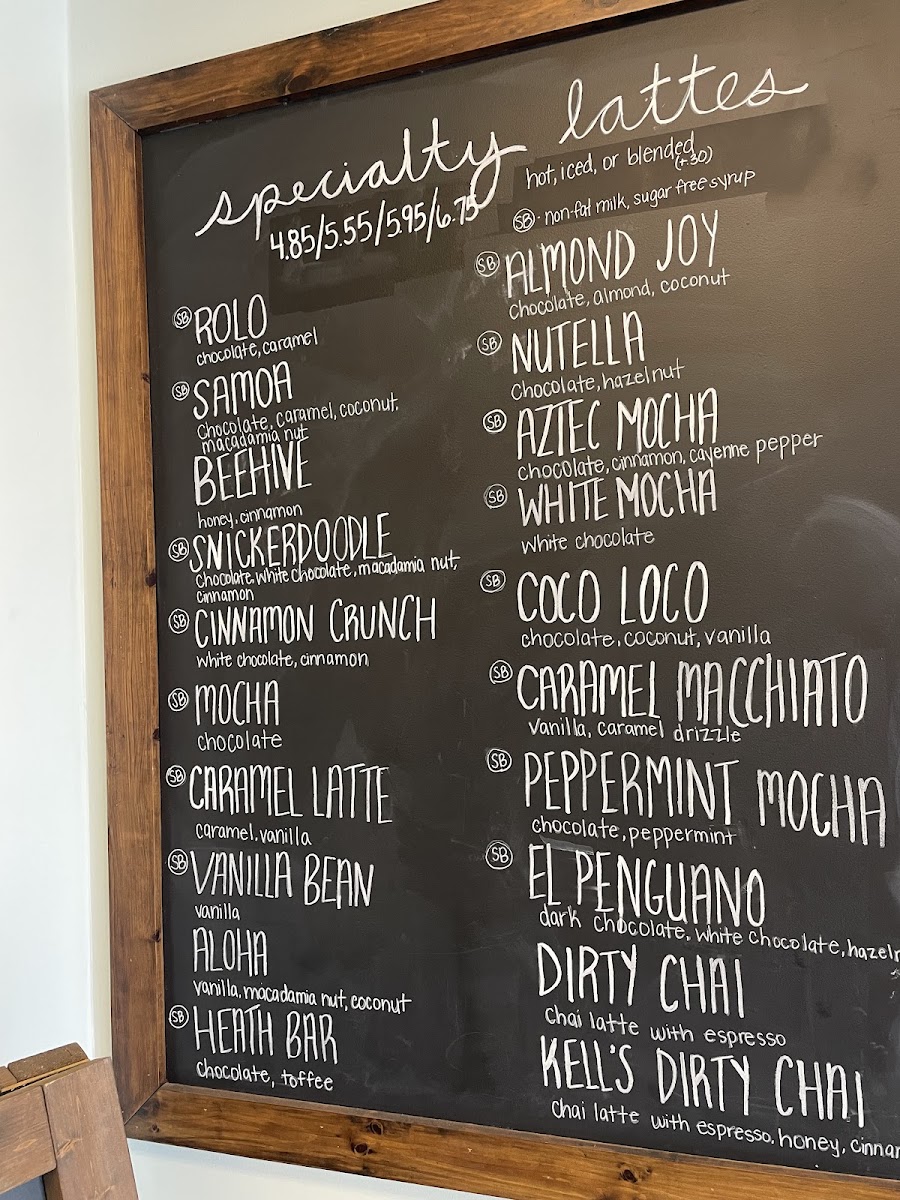 specialty lattes
4.85/5.55/5.95/6.75
hot, iced, or blended
(+.30)
SB - non-fat milk, sugar free syrup
SB ROLO
chocolate, caramel
SB SAMOA
chocolate, caramel, coconut,
macadamia nut
BEEHIVE
honey, cinnamon
SB SNICKERDOODLE
chocolate, white chocolate, macadamia nut,
cinnamon
SB CINNAMON CRUNCH
white chocolate, cinnamon
SB MOCHA
chocolate
SB CARAMEL LATTE
caramel, vanilla
SB VANILLA BEAN
vanilla
ALOHA
vanilla, macadamia nut, coconut
SB HEATH BAR
chocolate, toffee
SB ALMOND JOY
chocolate, almond, coconut
SB NUTELLA
chocolate, hazelnut
SB AZTEC MOCHA
chocolate, cinnamon, cayenne pepper
SB WHITE MOCHA
white chocolate
SB COCO LOCO
chocolate, coconut, vanilla
SB CARAMEL MACCHIATO
vanilla, caramel drizzle
SB PEPPERMINT MOCHA
chocolate, peppermint
SB EL PENGUANO
dark chocolate, white chocolate,
DIRTY CHAI
chai latte with espresso
KELL'S DIRTY CHAI
chai latte with espresso, honey,